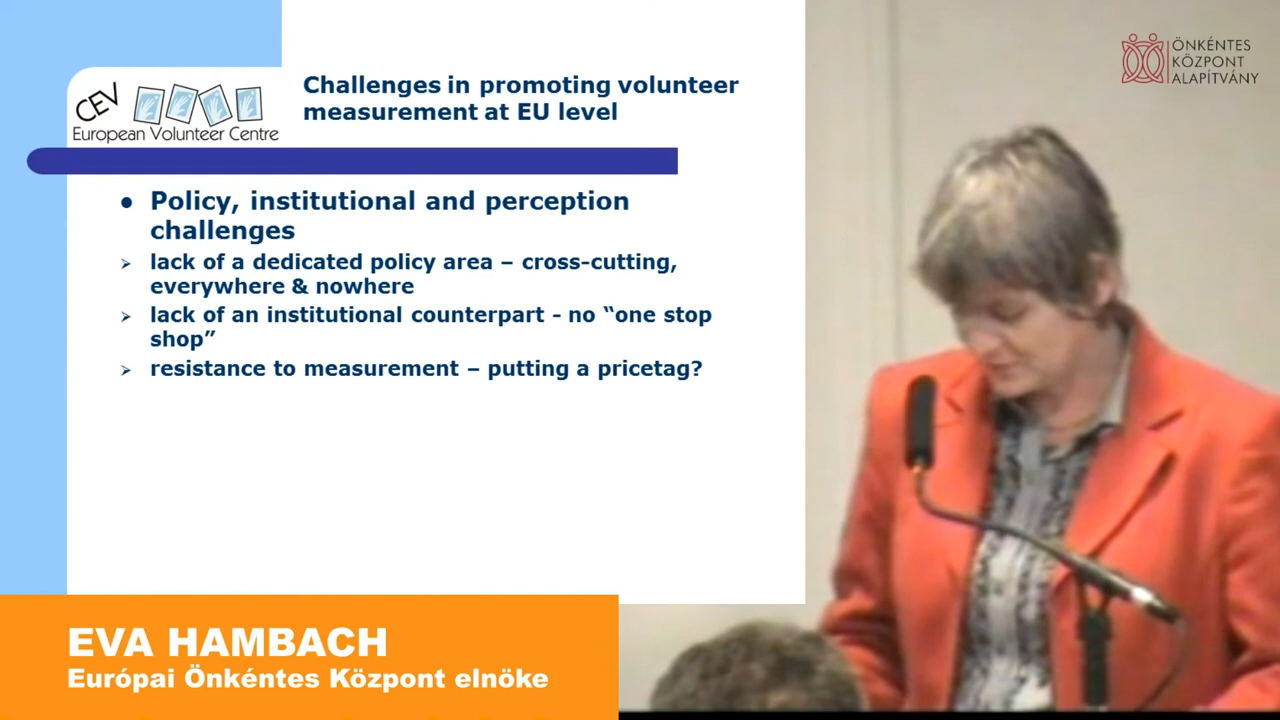 ÖNKÉNTES
KÖZPONT
ALAPÍTVÁNY
CEV
European Volunteer Centre
Challenges in promoting volunteer
measurement at EU level
Policy, institutional and perception
challenges
lack of a dedicated policy area – cross-cutting,
everywhere & nowhere
lack of an institutional counterpart - no “one stop
shop”
resistance to measurement – putting a pricetag?
EVA HAMBACH
Európai Önkéntes Központ elnöke